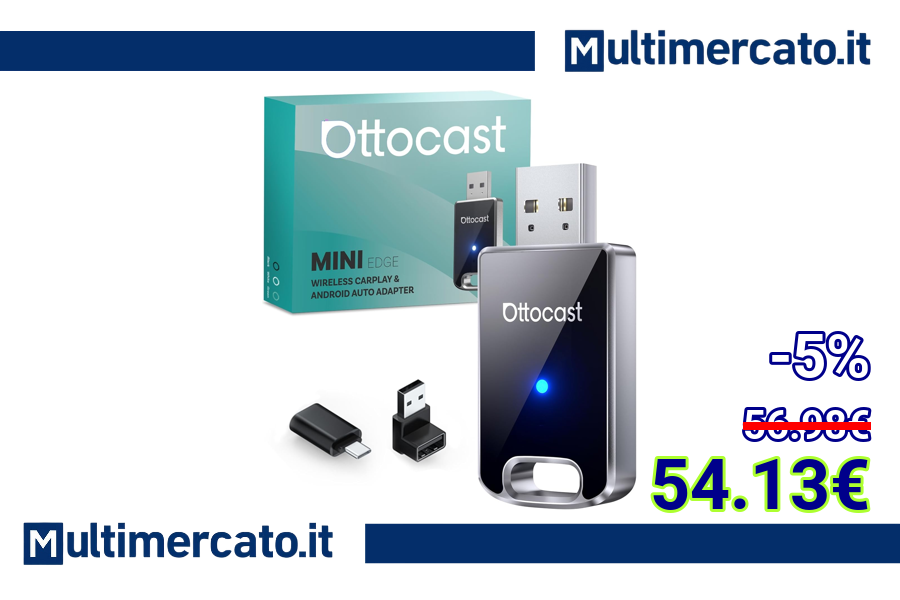 Multimercato.it
Ottocast
Ottocast
MINI EDGE
WIRELESS CARPLAY &
ANDROID AUTO ADAPTER
Ottocast
-5%
56.98€
54.13€
Multimercato.it